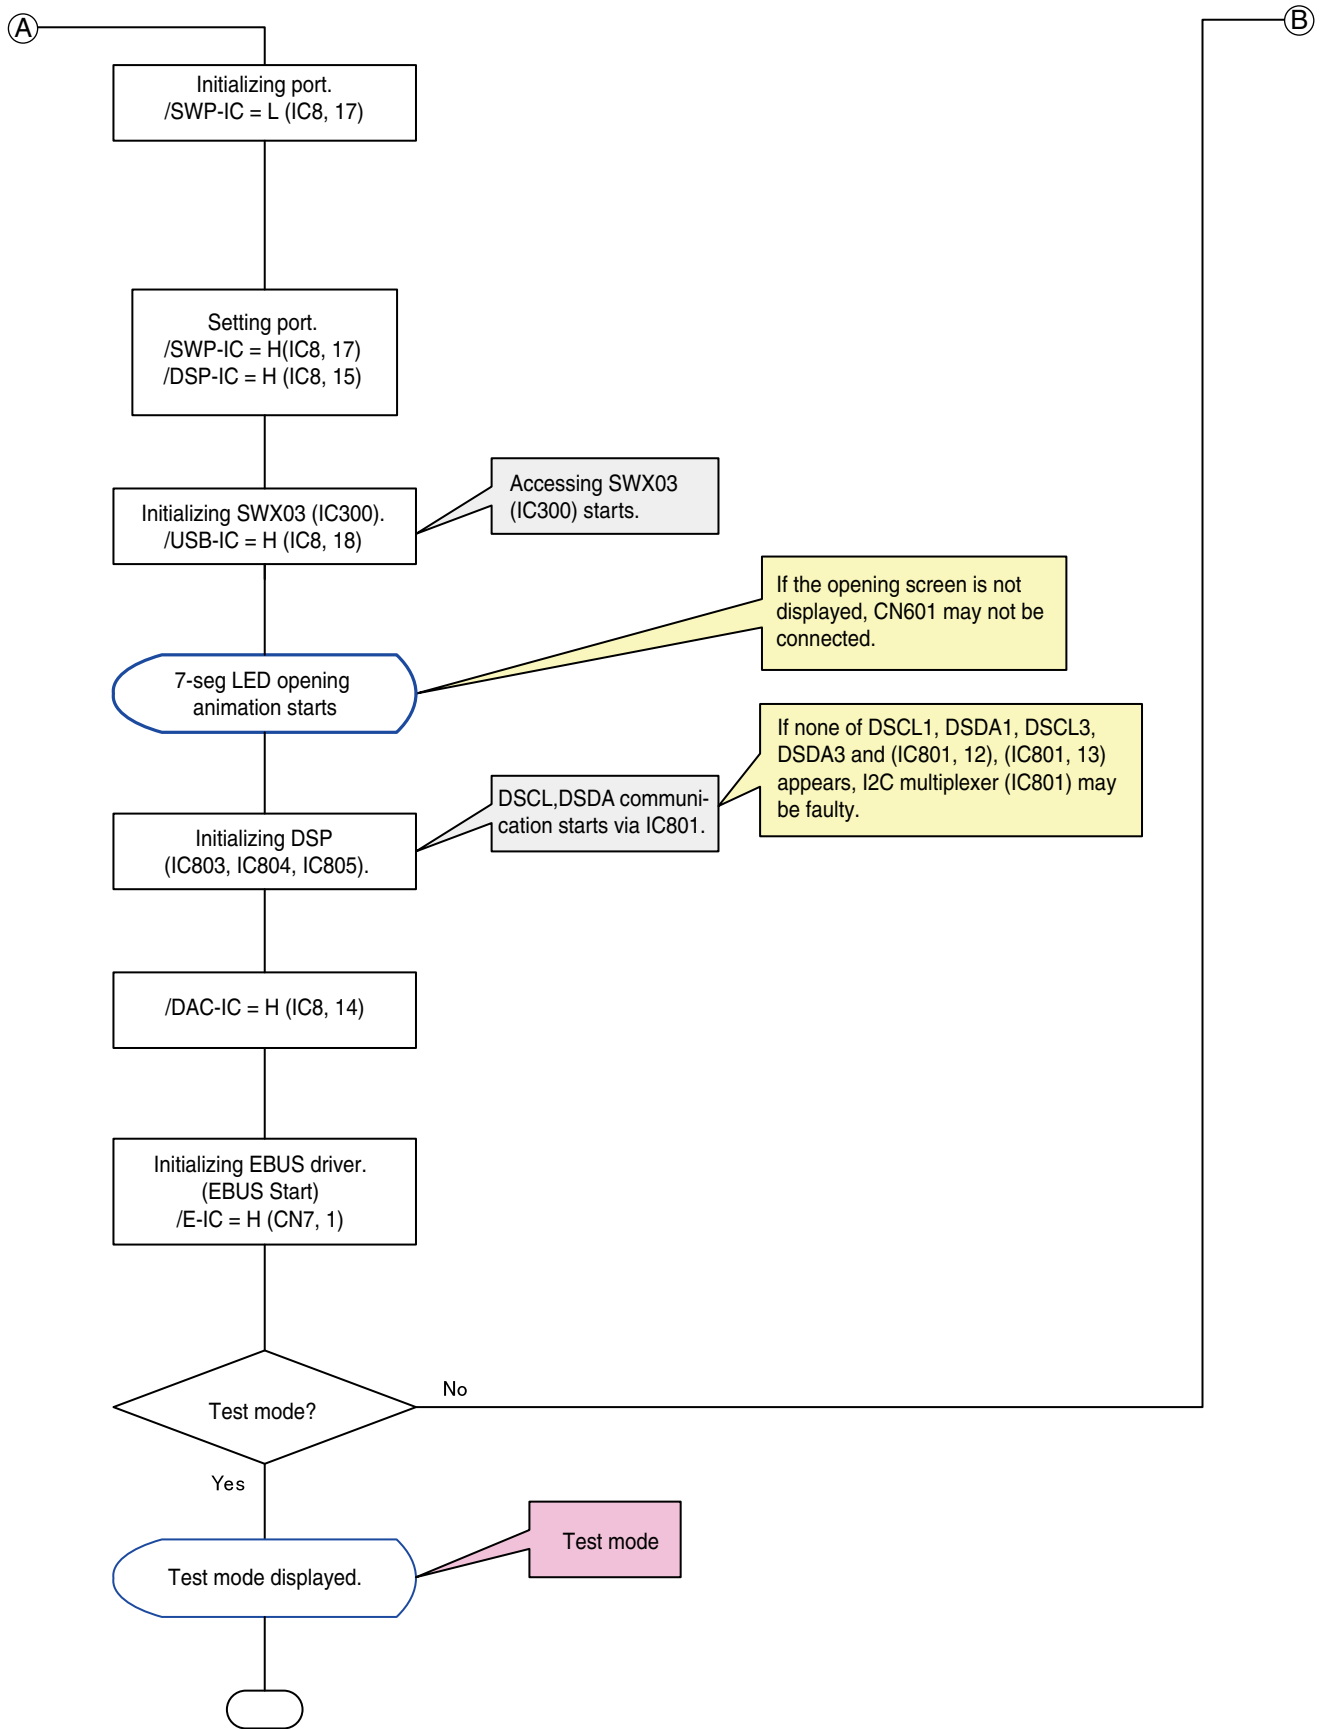 A
B
Initializing port.
/SWP-IC = L (IC8, 17)
Setting port.
/SWP-IC = H(IC8, 17)
/DSP-IC = H (IC8, 15)
Accessing SWX03
(IC300) starts.
Initializing SWX03 (IC300).
/USB-IC = H (IC8, 18)
If the opening screen is not
displayed, CN601 may not be
connected.
7-seg LED opening
animation starts
If none of DSCL1, DSDA1, DSCL3,
DSDA3 and (IC801, 12), (IC801, 13)
appears, I2C multiplexer (IC801) may
be faulty.
DSCL,DSDA communi-
cation starts via IC801.
Initializing DSP
(IC803, IC804, IC805).
/DAC-IC = H (IC8, 14)
Initializing EBUS driver.
(EBUS Start)
/E-IC = H (CN7, 1)
Test mode?
No
Yes
Test mode
Test mode displayed.